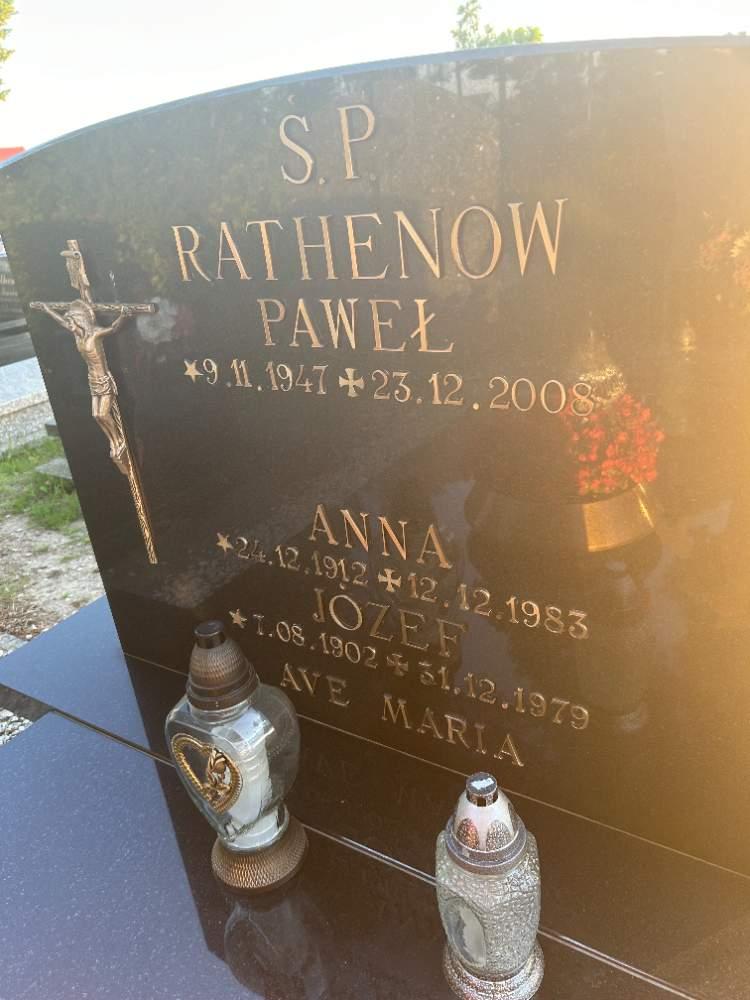 Ś.P.
RATHENOW
PAWEŁ
*9.11.1947 ✝23.12.2008
ANNA
*24.12.1912 ✝12.12.1983
JÓZEF
*1.08.1902 ✝31.12.1979
AVE MARIA